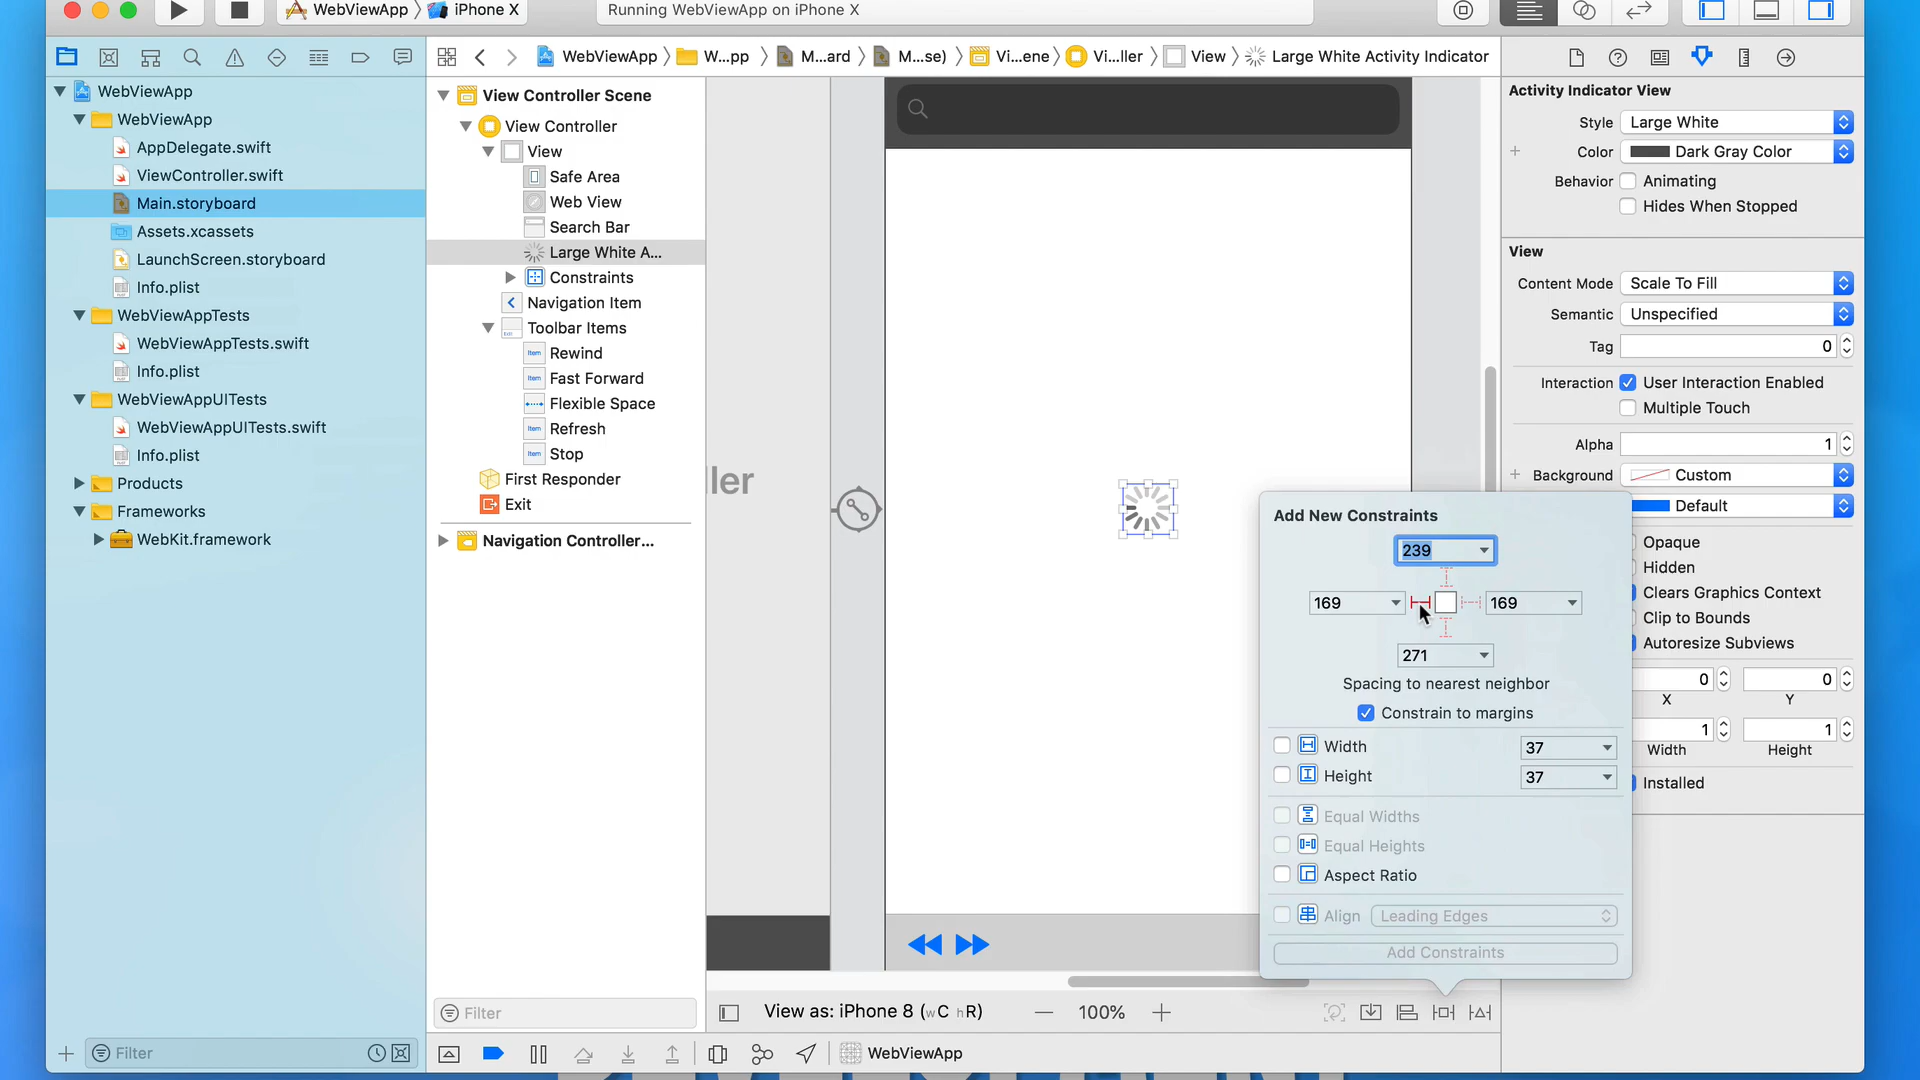 WebViewApp
iPhone X
Running WebViewApp on iPhone X
WebViewApp
W...pp
M...ard
M...se)
Vi...ene
Vi...ller
View
Large White Activity Indicator
WebViewApp
WebViewApp
AppDelegate.swift
ViewController.swift
Main.storyboard
Assets.xcassets
LaunchScreen.storyboard
Info.plist
WebViewAppTests
WebViewAppTests.swift
Info.plist
WebViewAppUITests
WebViewAppUITests.swift
Info.plist
Products
Frameworks
WebKit.framework
Filter
View Controller Scene
View Controller
View
Safe Area
Web View
Search Bar
Large White A...
Constraints
Navigation Item
Toolbar Items
Item Rewind
Item Fast Forward
Flexible Space
Item Refresh
Item Stop
First Responder
Exit
Navigation Controller...
Filter
ller
View as: iPhone 8 (wC hR)
100%
WebViewApp
Add New Constraints
239
169
169
271
Spacing to nearest neighbor
Constrain to margins
Width 37
Height 37
Equal Widths
Equal Heights
Aspect Ratio
Align Leading Edges
Add Constraints
Activity Indicator View
Style Large White
Color Dark Gray Color
Behavior Animating
Hides When Stopped
View
Content Mode Scale To Fill
Semantic Unspecified
Tag 0
Interaction User Interaction Enabled
Multiple Touch
Alpha 1
Background Custom
Default
Opaque
Hidden
Clears Graphics Context
Clip to Bounds
Autoresize Subviews
0 0
X Y
1 1
Width Height
Installed